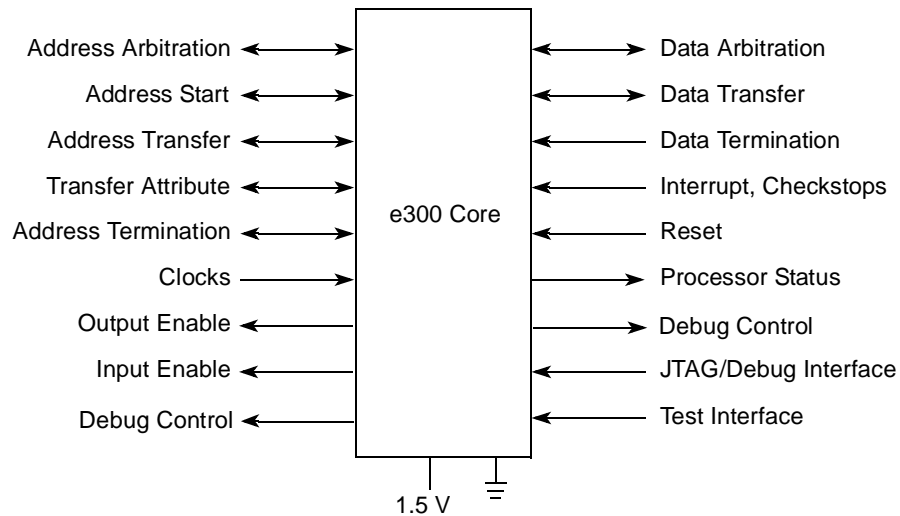 Address Arbitration
Address Start
Address Transfer
Transfer Attribute
Address Termination
Clocks
Output Enable
Input Enable
Debug Control
e300 Core
Data Arbitration
Data Transfer
Data Termination
Interrupt, Checkstops
Reset
Processor Status
Debug Control
JTAG/Debug Interface
Test Interface
1.5 V